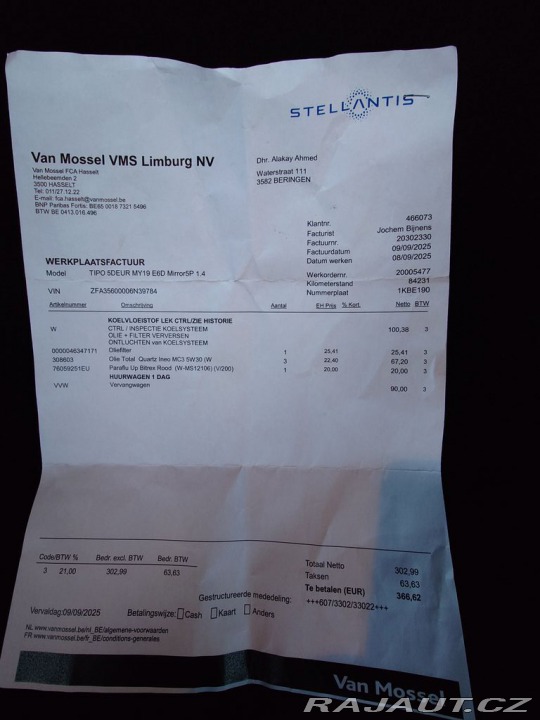 STELLANTIS
Van Mossel VMS Limburg NV
Van Mossel FCA Hasselt
Hellebeemden 2
3500 HASSELT
Tel: 011/27.12.22
E-mail: fca.hasselt@vanmossel.be
BNP Paribas Fortis: BE85 0018 7321 5496
BTW BE 0413.016.496
Dhr. Alakay Ahmed
Waterstraat 111
3582 BERINGEN
Klantnr. 466073
Facturist Jochem Bijnens
Factuurnr. 20302330
Factuurdatum 09/09/2025
Datum werken 08/09/2025
WERKPLAATSFACTUUR
Model TIPO 5DEUR MY19 E6D Mirror5P 1.4
Werkordernr. 20005477
Kilometerstand 84231
VIN ZFA35600006N39784
Nummerplaat 1KBE190
Artikelnummer Omschrijving Aantal EH Prijs % Kort. Netto BTW
KOELVLOEISTOF LEK CTRL/ZIE HISTORIE
W CTRL / INSPECTIE KOELSYSTEEM 100,38 3
OLIE + FILTER VERVERSEN
ONTLUCHTEN van KOELSYSTEEM
0000046347171 Oliefilter 1 25,41 25,41 3
308603 Olie Total Quartz Ineo MC3 5W30 (W 3 22,40 67,20 3
76059251EU Paraflu Up Bitrex Rood (W-MS12106) (V/200) 1 20,00 20,00 3
HUURWAGEN 1 DAG
VVW Vervangwagen 90,00 3
Code/BTW % Bedr. excl. BTW Bedr. BTW
3 21,00 302,99 63,63
Totaal Netto 302,99
Taksen 63,63
Te betalen (EUR) 366,62
Gestructureerde mededeling: +++607/3302/33022+++
Vervaldag:09/09/2025 Betalingswijze: Cash Kaart Anders
NL www.vanmossel.be/nl_BE/algemene-voorwaarden
FR www.vanmossel.be/fr_BE/conditions-generales
Van Mossel
RAJAUT.CZ